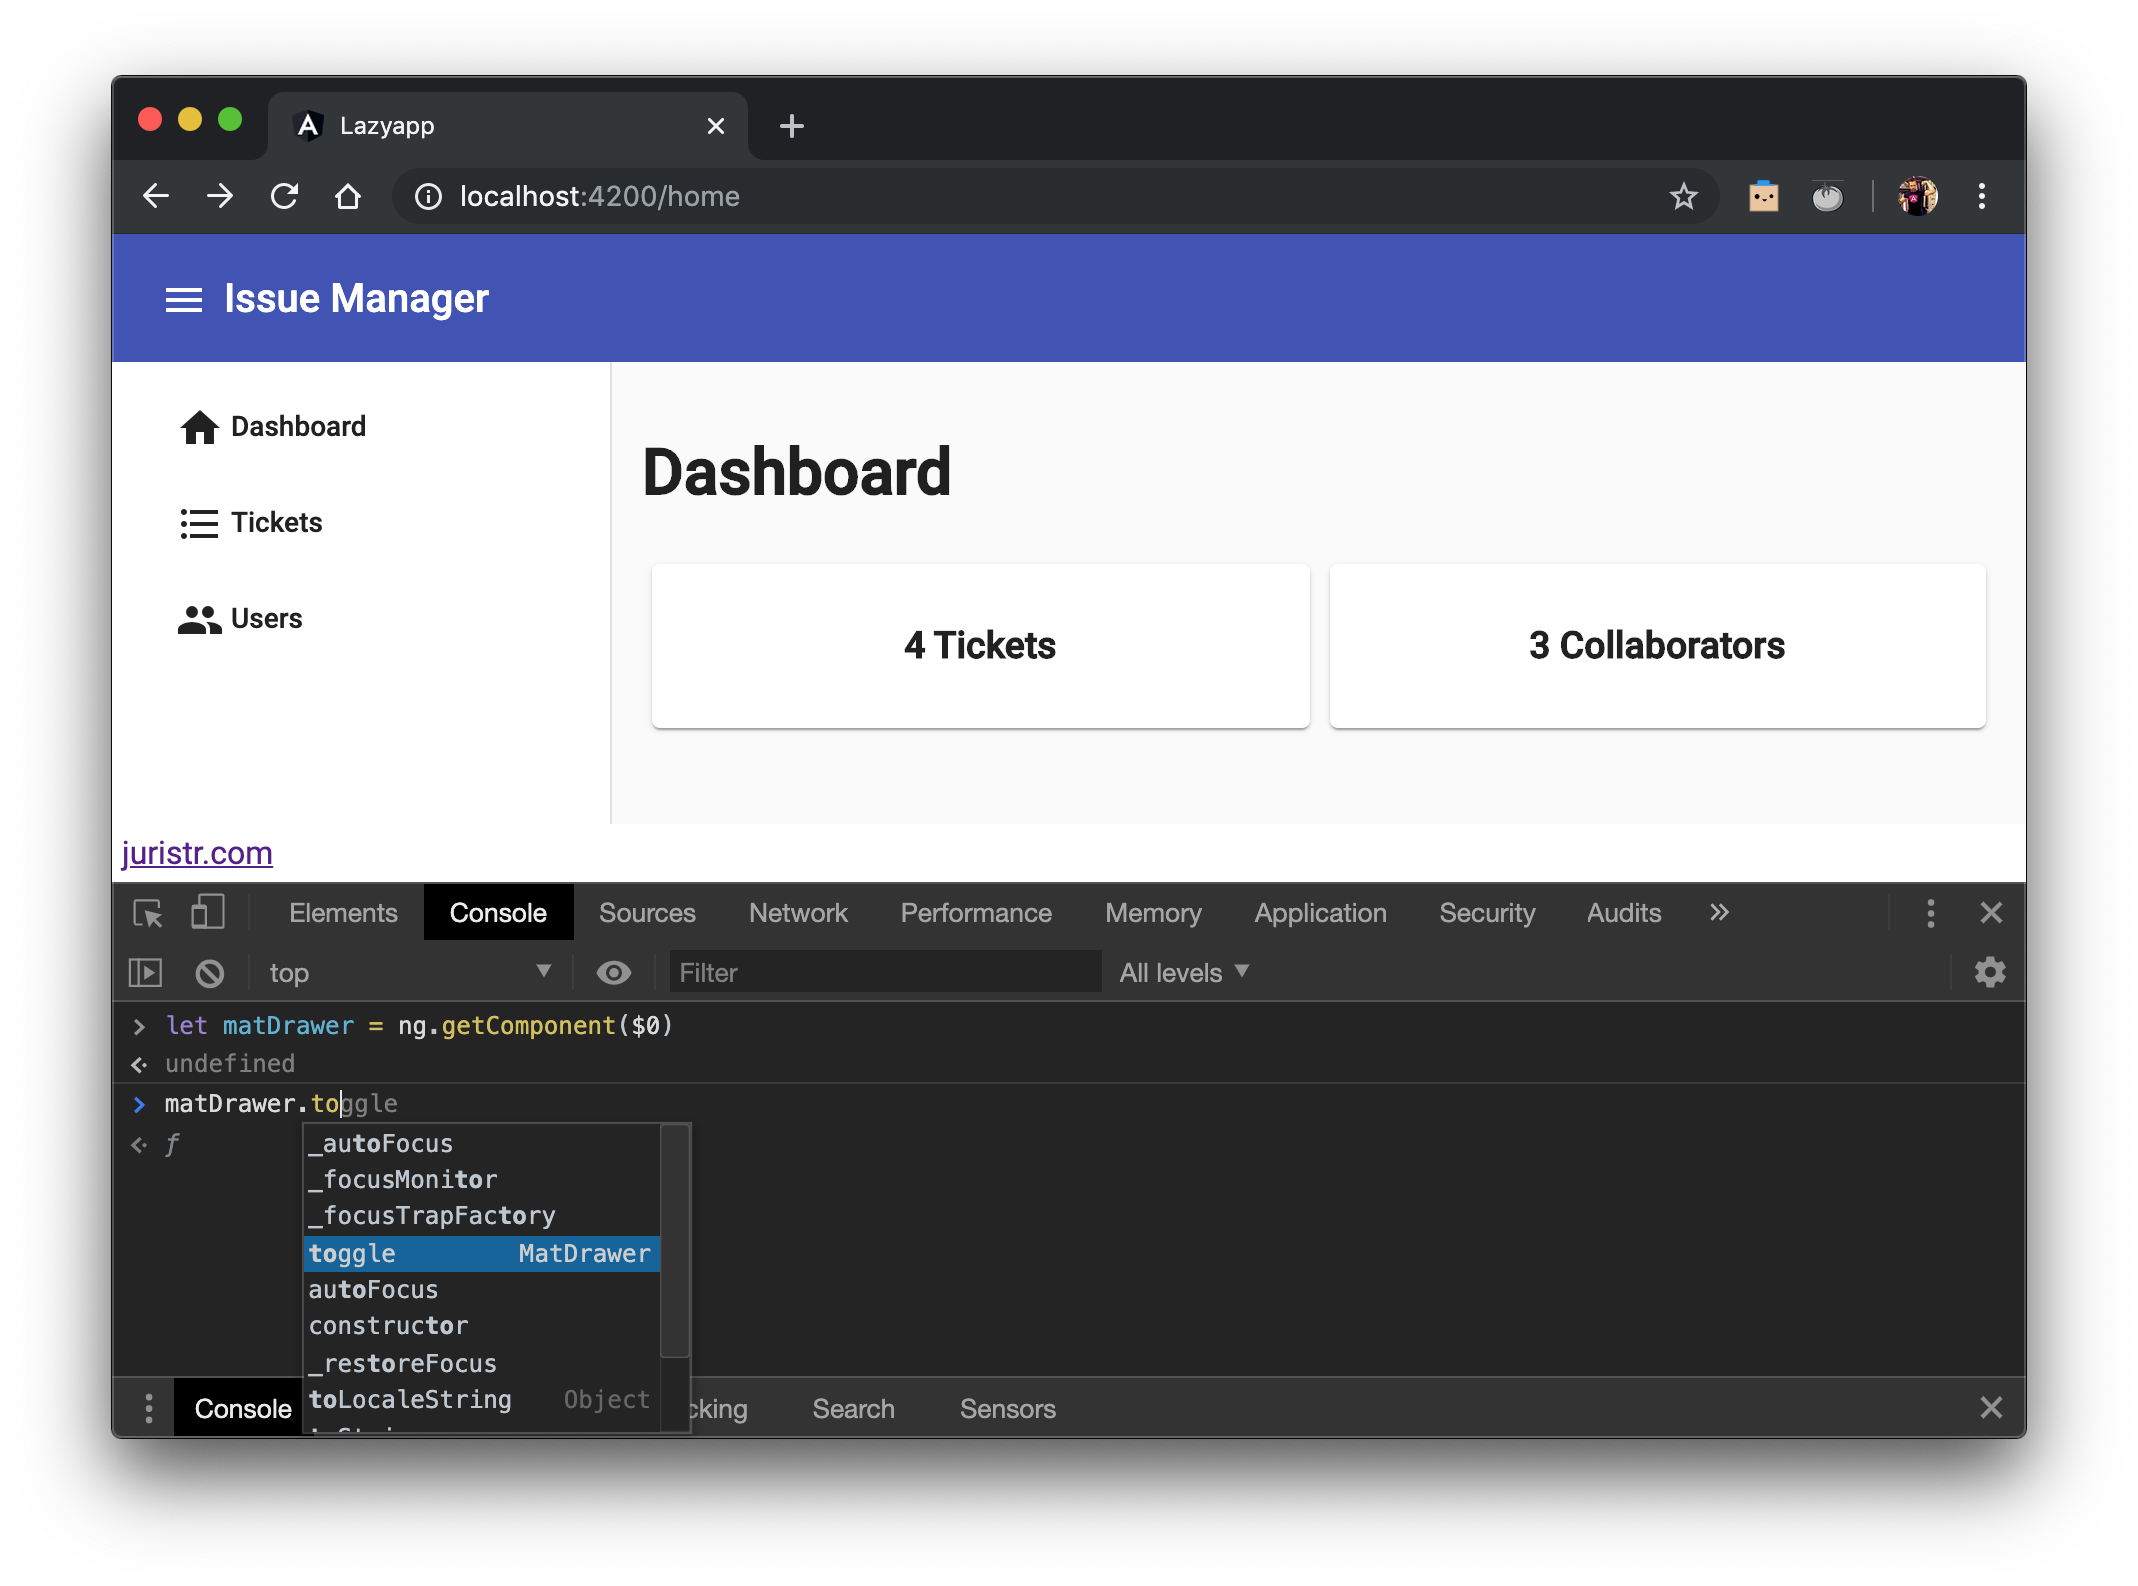 Lazyapp
localhost:4200/home
Issue Manager
Dashboard
Tickets
Users
Dashboard
4 Tickets
3 Collaborators
juristr.com
Elements Console Sources Network Performance Memory Application Security Audits
top Filter All levels
let matDrawer = ng.getComponent($0)
undefined
matDrawer.toggle
f
_autoFocus
_focusMonitor
_focusTrapFactory
toggle MatDrawer
autoFocus
constructor
_restoreFocus
toLocaleString Object
Console cking Search Sensors